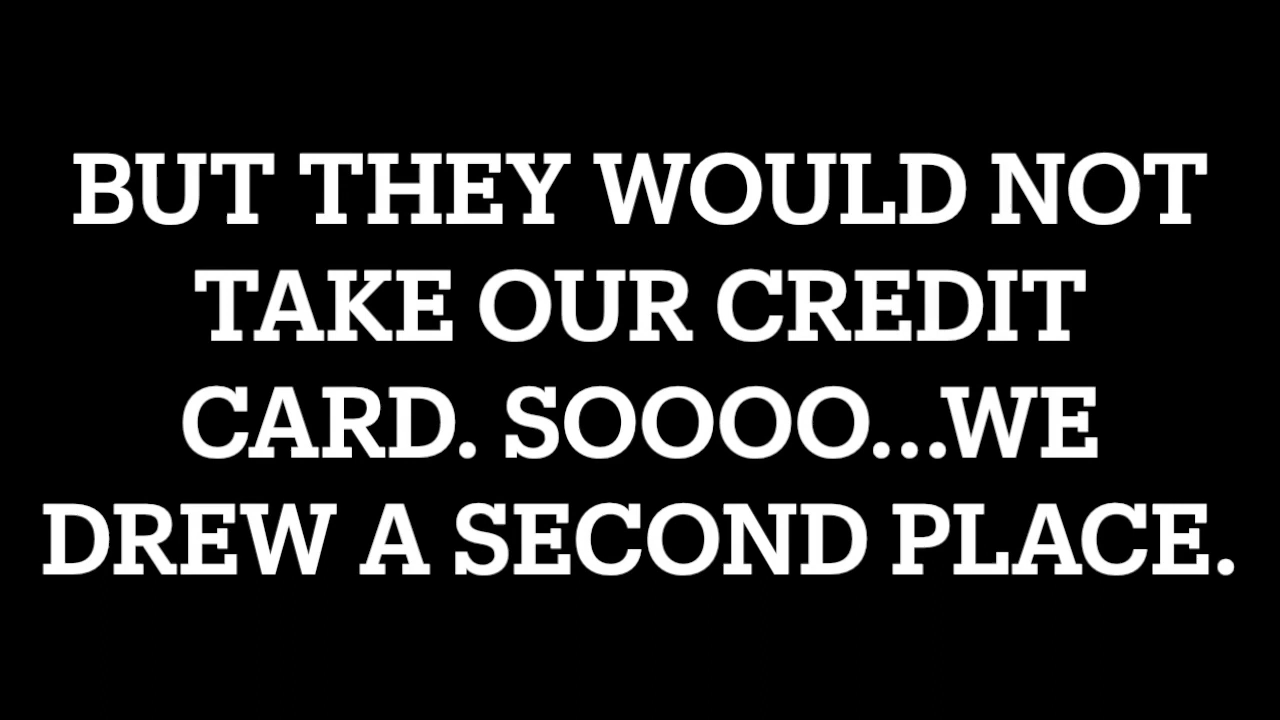 BUT THEY WOULD NOT
TAKE OUR CREDIT
CARD. SOOOO...WE
DREW A SECOND PLACE.